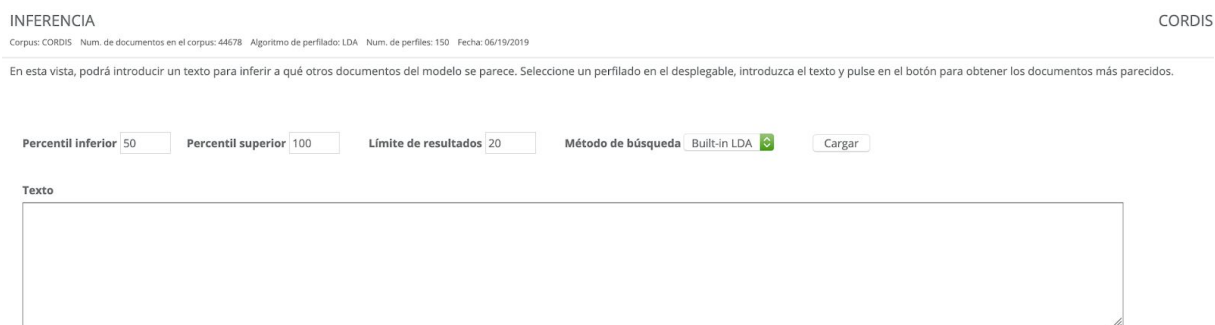 INFERENCIA CORDIS
Corpus: CORDIS Num. de documentos en el corpus: 44678 Algoritmo de perfilado: LDA Num. de perfiles: 150 Fecha: 06/19/2019
En esta vista, podrá introducir un texto para inferir a qué otros documentos del modelo se parece. Seleccione un perfilado en el desplegable, introduzca el texto y pulse en el botón para obtener los documentos más parecidos.
Percentil inferior 50 Percentil superior 100 Límite de resultados 20 Método de búsqueda Built-in LDA Cargar
Texto